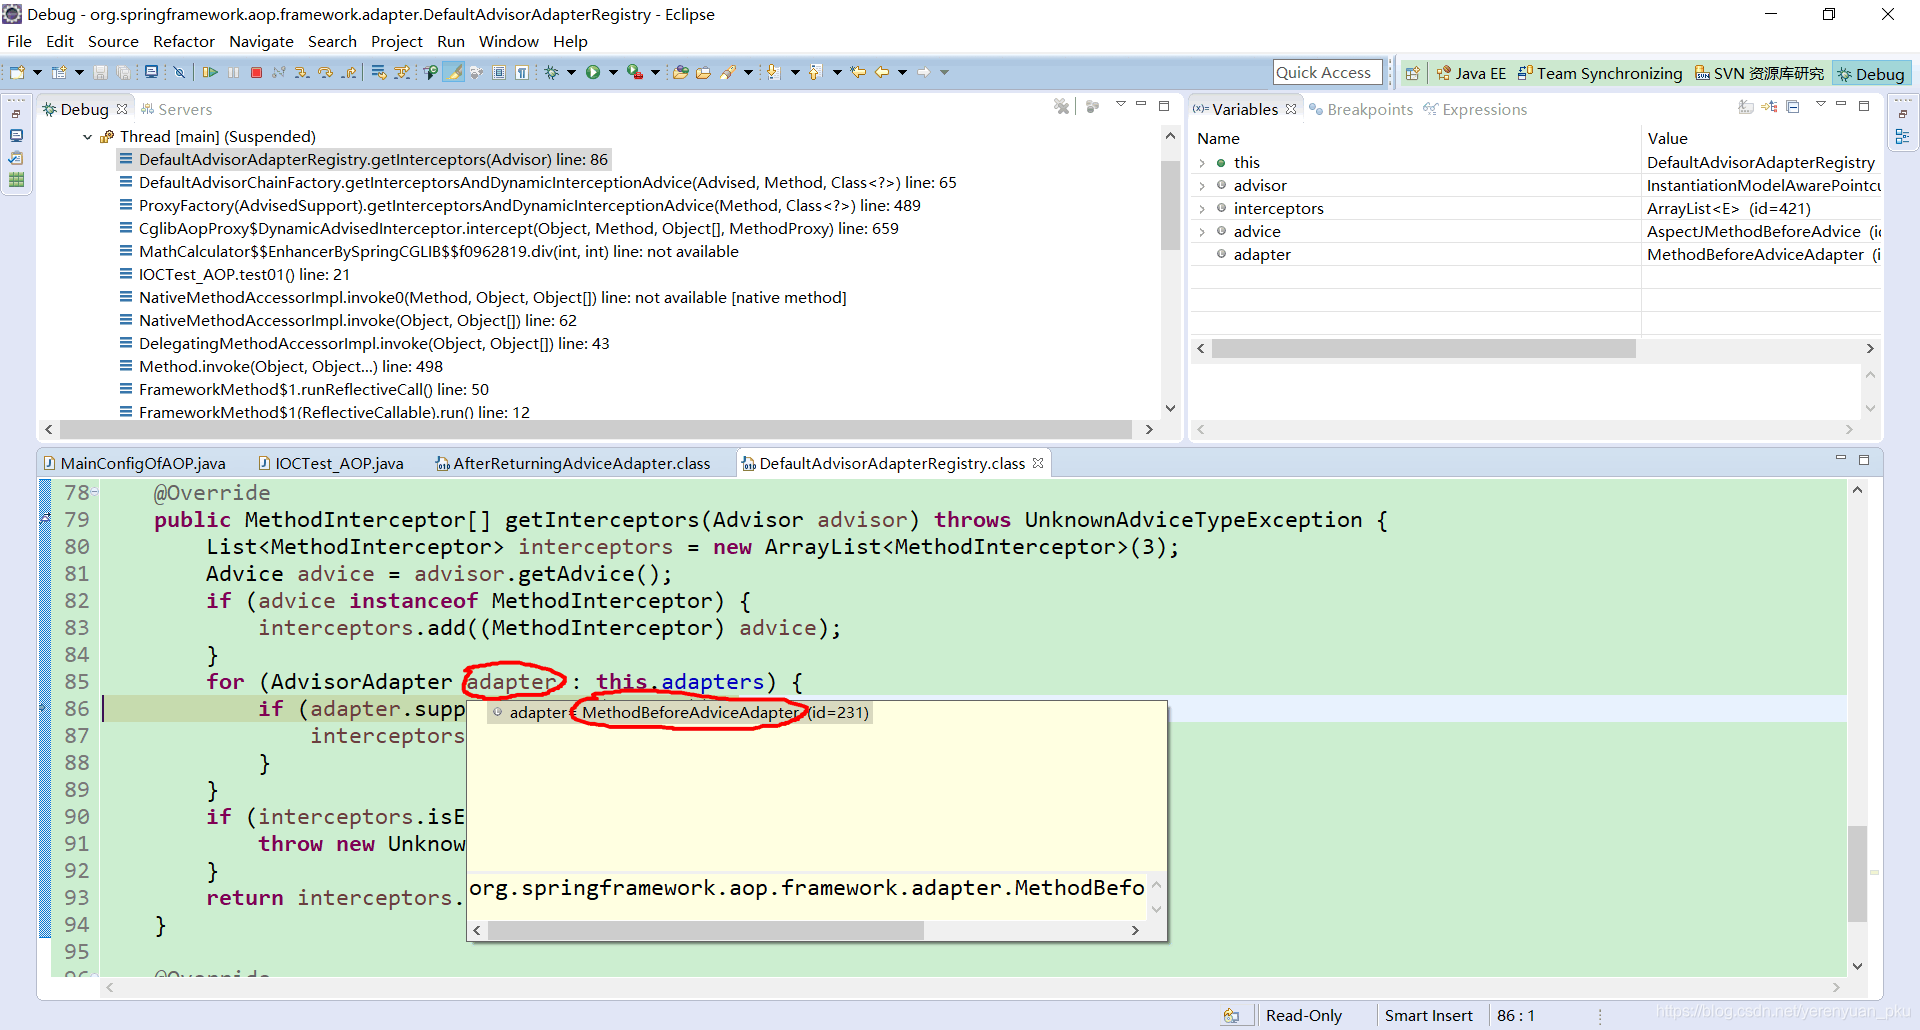 Debug - org.springframework.aop.framework.adapter.DefaultAdvisorAdapterRegistry - Eclipse
File Edit Source Refactor Navigate Search Project Run Window Help
Quick Access
Java EE
Team Synchronizing
SVN 资源库研究
Debug
Debug
Servers
Thread [main] (Suspended)
DefaultAdvisorAdapterRegistry.getInterceptors(Advisor) line: 86
DefaultAdvisorChainFactory.getInterceptorsAndDynamicInterceptionAdvice(Advised, Method, Class<?>) line: 65
ProxyFactory(AdvisedSupport).getInterceptorsAndDynamicInterceptionAdvice(Method, Class<?>) line: 489
CglibAopProxy$DynamicAdvisedInterceptor.intercept(Object, Method, Object[], MethodProxy) line: 659
MathCalculator$$EnhancerBySpringCGLIB$$f0962819.div(int, int) line: not available
IOCTest_AOP.test01() line: 21
NativeMethodAccessorImpl.invoke0(Method, Object, Object[]) line: not available [native method]
NativeMethodAccessorImpl.invoke(Object, Object[]) line: 62
DelegatingMethodAccessorImpl.invoke(Object, Object[]) line: 43
Method.invoke(Object, Object...) line: 498
FrameworkMethod$1.runReflectiveCall() line: 50
FrameworkMethod$1(ReflectiveCallable).run() line: 12
(x)= Variables
Breakpoints
Expressions
Name Value
this DefaultAdvisorAdapterRegistry
advisor InstantiationModelAwarePointcu
interceptors ArrayList<E> (id=421)
advice AspectJMethodBeforeAdvice (id
adapter MethodBeforeAdviceAdapter (i
MainConfigOfAOP.java
IOCTest_AOP.java
AfterReturningAdviceAdapter.class
DefaultAdvisorAdapterRegistry.class
78 @Override
79 public MethodInterceptor[] getInterceptors(Advisor advisor) throws UnknownAdviceTypeException {
80 List<MethodInterceptor> interceptors = new ArrayList<MethodInterceptor>(3);
81 Advice advice = advisor.getAdvice();
82 if (advice instanceof MethodInterceptor) {
83 interceptors.add((MethodInterceptor) advice);
84 }
85 for (AdvisorAdapter adapter : this.adapters) {
86 if (adapter.supp
87 interceptors
88 }
89 }
90 if (interceptors.isE
91 throw new Unknow
92 }
93 return interceptors.
94 }
95
96 @Override
adapter= MethodBeforeAdviceAdapter (id=231)
org.springframework.aop.framework.adapter.MethodBefo
Read-Only
Smart Insert
86 : 1
https://blog.csdn.net/yerenyuan_pku